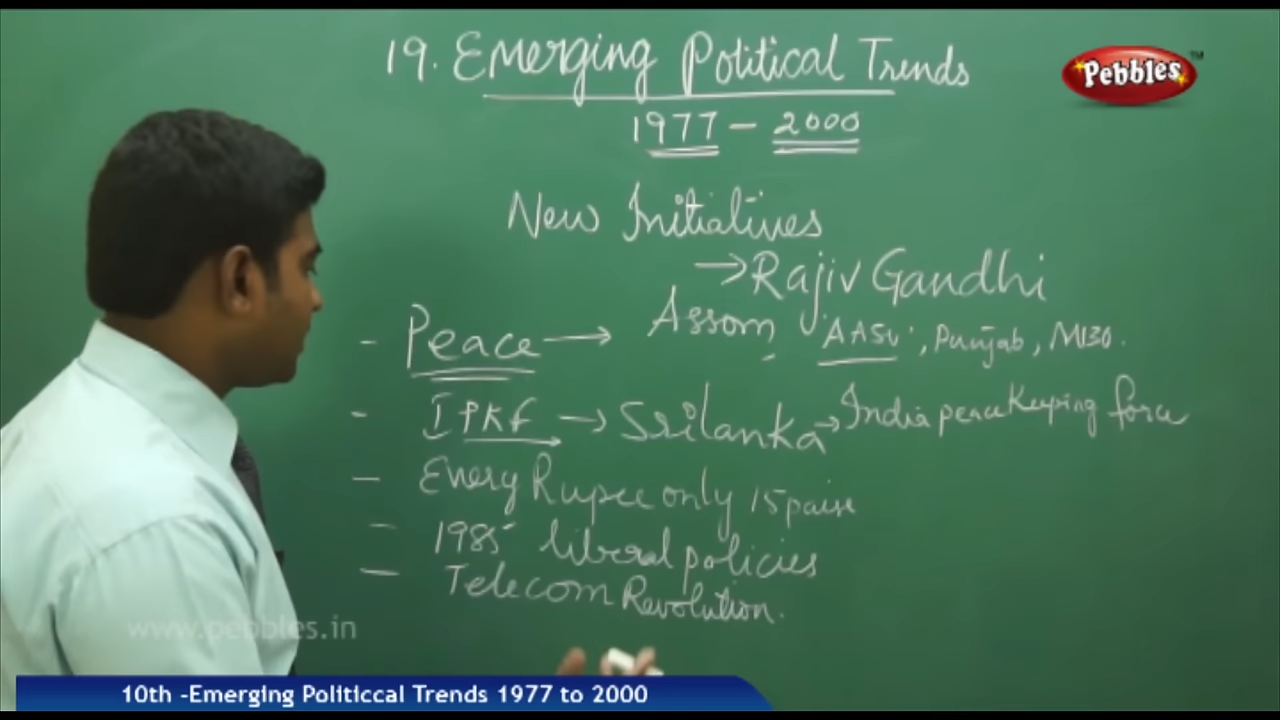 19. Emerging Political Trends
Pebbles™
1977 – 2000
New Initiatives
→ Rajiv Gandhi
- Peace → Assom, 'AASU', Punjab, MIZO.
- IPKF → Srilanka → India peace Keeping force
- Every Rupee only 15 paise
- 1985 liberal policies
- Telecom Revolution.
www.pebbles.in
10th -Emerging Politiccal Trends 1977 to 2000